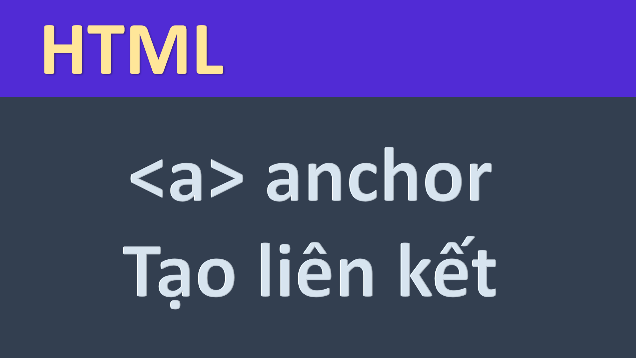 HTML
<a> anchor
Tạo liên kết